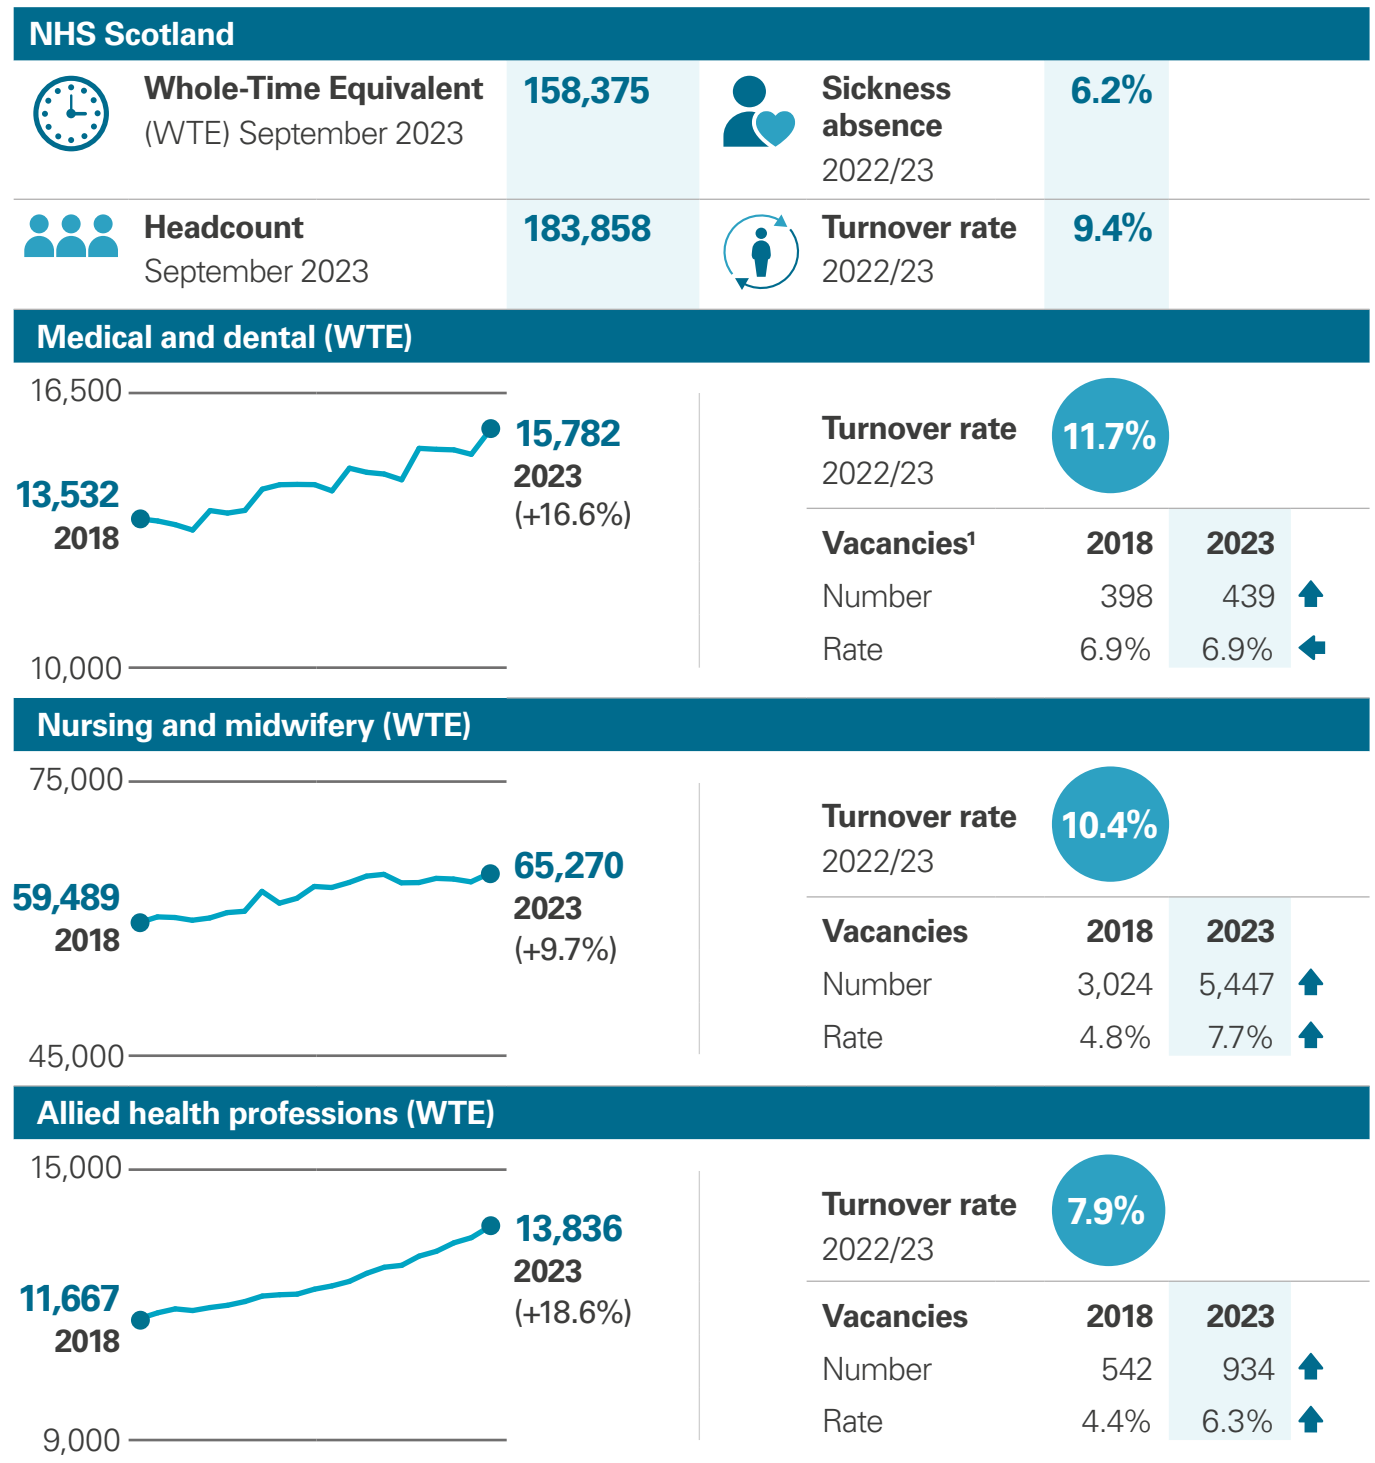 NHS Scotland
Whole-Time Equivalent
(WTE) September 2023
158,375
Sickness
absence
2022/23
6.2%
Headcount
September 2023
183,858
Turnover rate
2022/23
9.4%
Medical and dental (WTE)
16,500
13,532
2018
15,782
2023
(+16.6%)
10,000
Turnover rate
2022/23
11.7%
Vacancies¹ 2018 2023
Number 398 439
Rate 6.9% 6.9%
Nursing and midwifery (WTE)
75,000
59,489
2018
65,270
2023
(+9.7%)
45,000
Turnover rate
2022/23
10.4%
Vacancies 2018 2023
Number 3,024 5,447
Rate 4.8% 7.7%
Allied health professions (WTE)
15,000
11,667
2018
13,836
2023
(+18.6%)
9,000
Turnover rate
2022/23
7.9%
Vacancies 2018 2023
Number 542 934
Rate 4.4% 6.3%